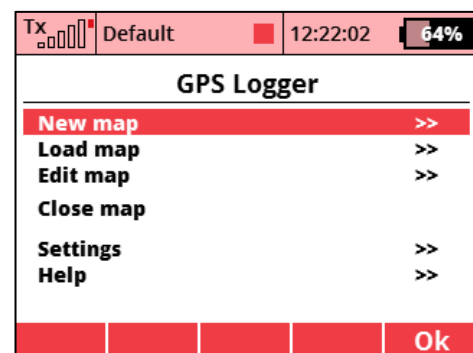 Tx Default 12:22:02 64%
GPS Logger
New map >>
Load map >>
Edit map >>
Close map
Settings >>
Help >>
Ok